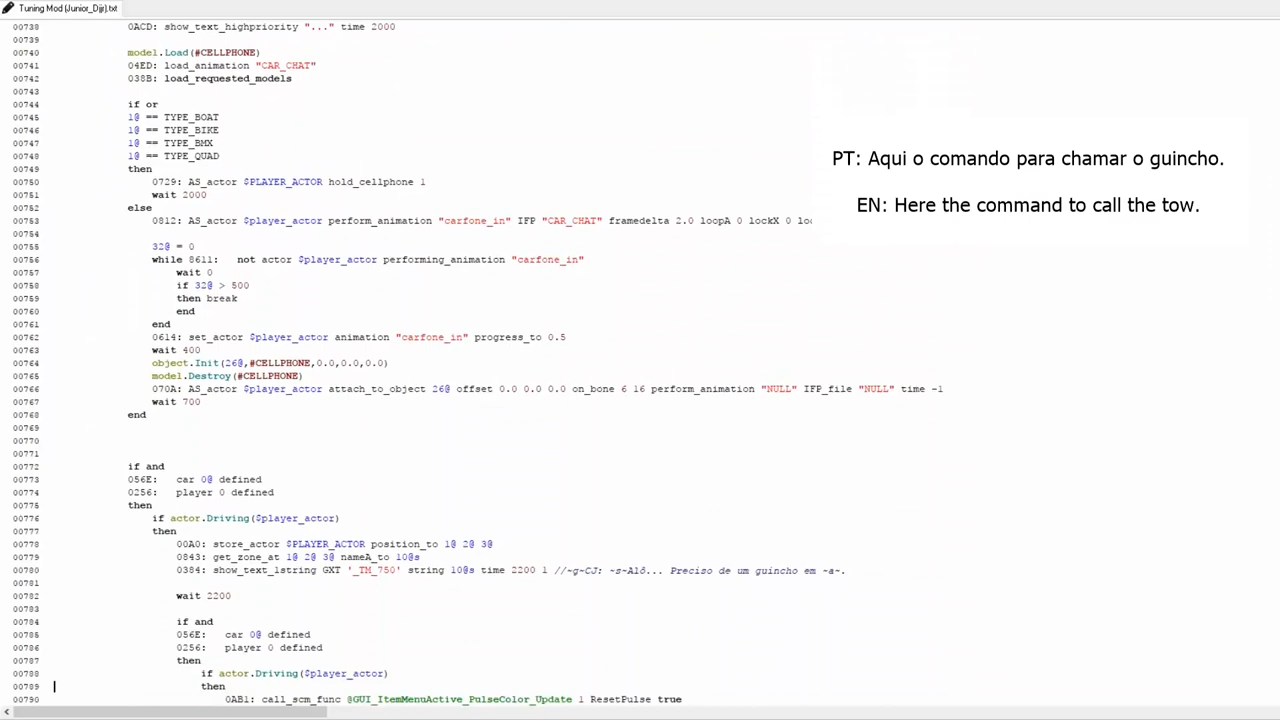 Tuning Mod (Junior_Djjr).txt
00738 0ACD: show_text_highpriority "..." time 2000
00739
00740 model.Load(#CELLPHONE)
00741 04ED: load_animation "CAR_CHAT"
00742 038B: load_requested_models
00743
00744 if or
00745 1@ == TYPE_BOAT
00746 1@ == TYPE_BIKE
00747 1@ == TYPE_BMX
00748 1@ == TYPE_QUAD
00749 then
00750 0729: AS_actor $PLAYER_ACTOR hold_cellphone 1
00751 wait 2000
00752 else
00753 0812: AS_actor $player_actor perform_animation "carfone_in" IFP "CAR_CHAT" framedelta 2.0 loopA 0 lockX 0 loc
00754
00755 32@ = 0
00756 while 8611: not actor $player_actor performing_animation "carfone_in"
00757 wait 0
00758 if 32@ > 500
00759 then break
00760 end
00761 end
00762 0614: set_actor $player_actor animation "carfone_in" progress_to 0.5
00763 wait 400
00764 object.Init(26@,#CELLPHONE,0.0,0.0,0.0)
00765 model.Destroy(#CELLPHONE)
00766 070A: AS_actor $player_actor attach_to_object 26@ offset 0.0 0.0 0.0 on_bone 6 16 perform_animation "NULL" IFP_file "NULL" time -1
00767 wait 700
00768 end
00769
00770
00771
00772 if and
00773 056E: car 0@ defined
00774 0256: player 0 defined
00775 then
00776 if actor.Driving($player_actor)
00777 then
00778 00A0: store_actor $PLAYER_ACTOR position_to 1@ 2@ 3@
00779 0843: get_zone_at 1@ 2@ 3@ nameA_to 10@s
00780 0384: show_text_1string GXT '_TM_750' string 10@s time 2200 1 //~g~CJ: ~s~Alô... Preciso de um guincho em ~a~.
00781
00782 wait 2200
00783
00784 if and
00785 056E: car 0@ defined
00786 0256: player 0 defined
00787 then
00788 if actor.Driving($player_actor)
00789 then
00790 0AB1: call_scm_func @GUI_ItemMenuActive_PulseColor_Update 1 ResetPulse true
PT: Aqui o comando para chamar o guincho.
EN: Here the command to call the tow.